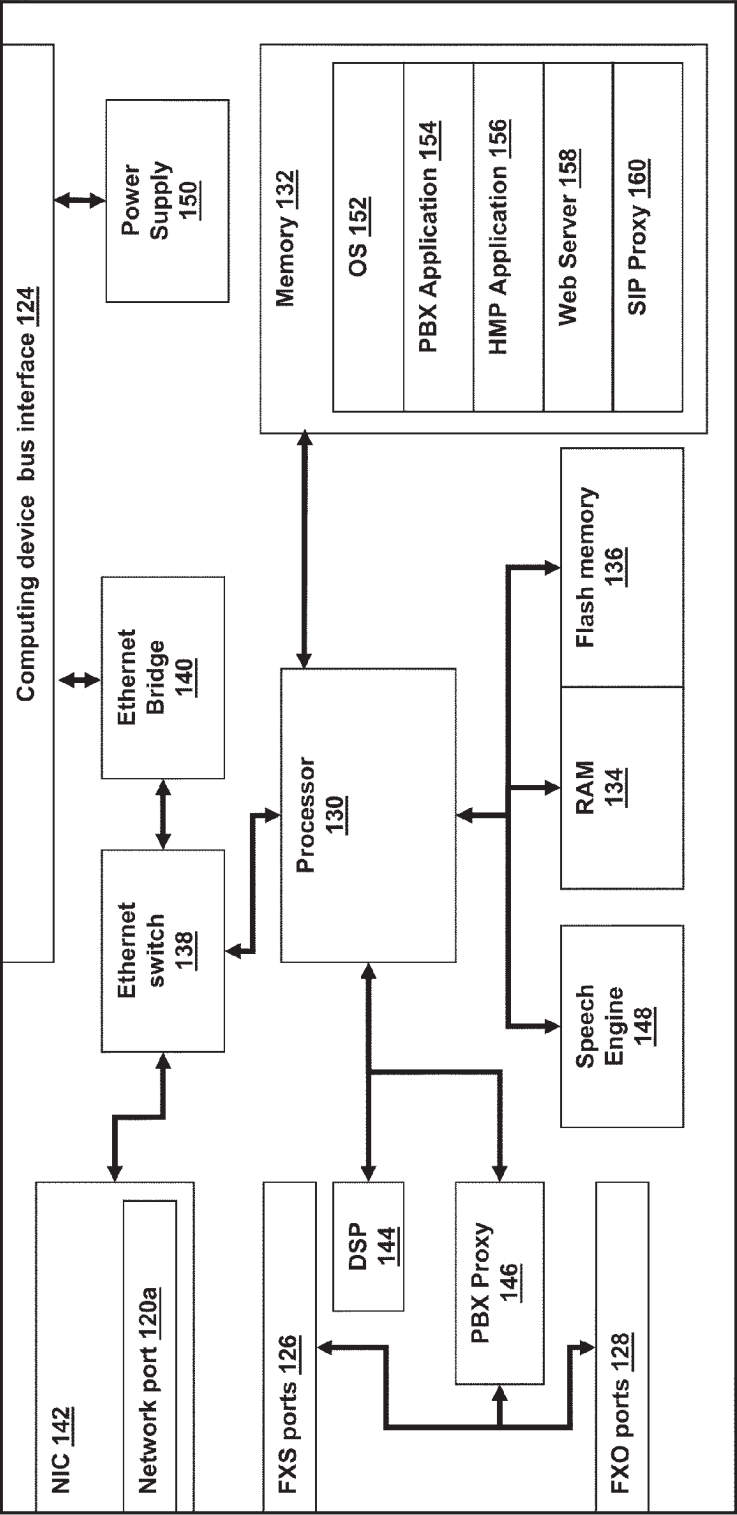 Computing device bus interface 124
NIC 142
Network port 120a
Ethernet
switch
138
Ethernet
Bridge
140
Power
Supply
150
FXS ports 126
DSP
144
PBX Proxy
146
FXO ports 128
Processor
130
Memory 132
OS 152
PBX Application 154
HMP Application 156
Web Server 158
SIP Proxy 160
Speech
Engine
148
RAM
134
Flash memory
136